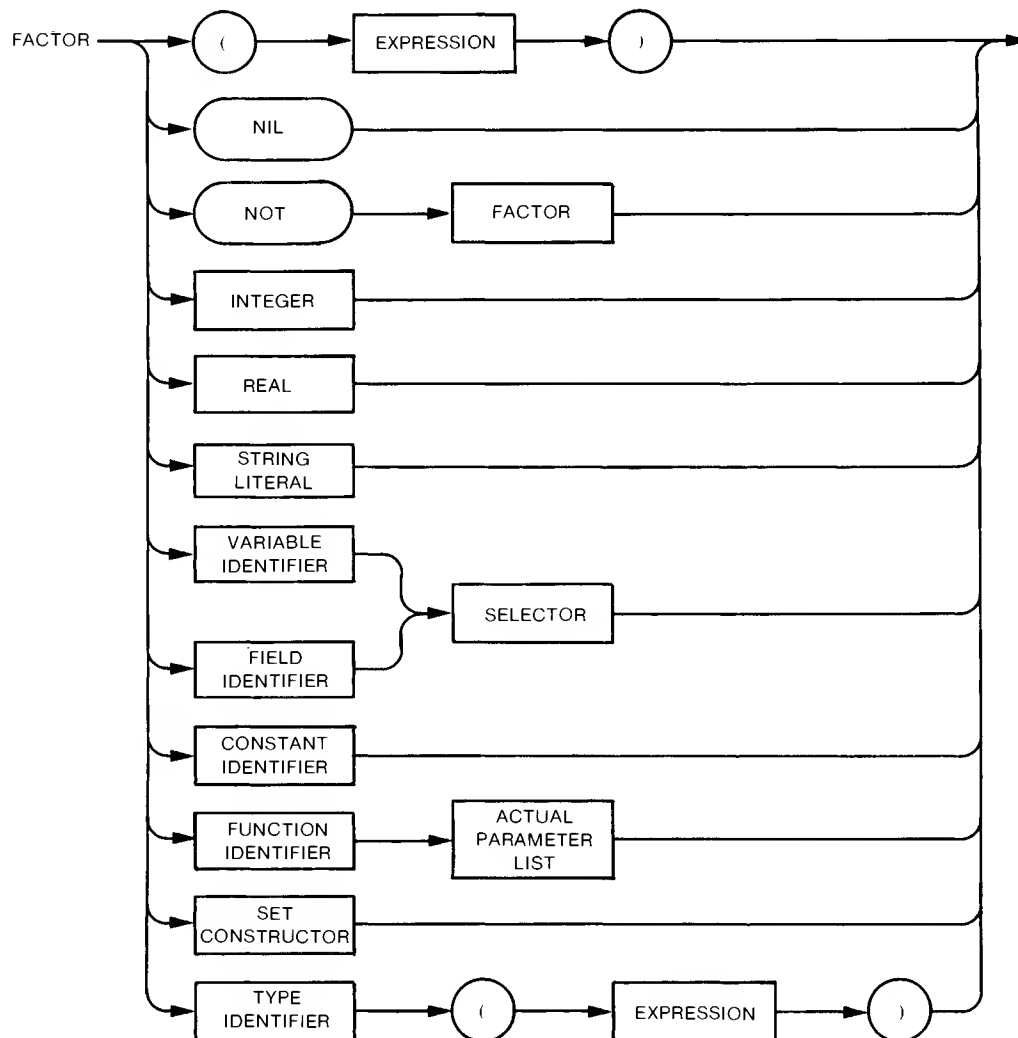 FACTOR ( EXPRESSION )
NIL
NOT FACTOR
INTEGER
REAL
STRING
LITERAL
VARIABLE
IDENTIFIER
SELECTOR
FIELD
IDENTIFIER
CONSTANT
IDENTIFIER
FUNCTION
IDENTIFIER
ACTUAL
PARAMETER
LIST
SET
CONSTRUCTOR
TYPE
IDENTIFIER
( EXPRESSION )